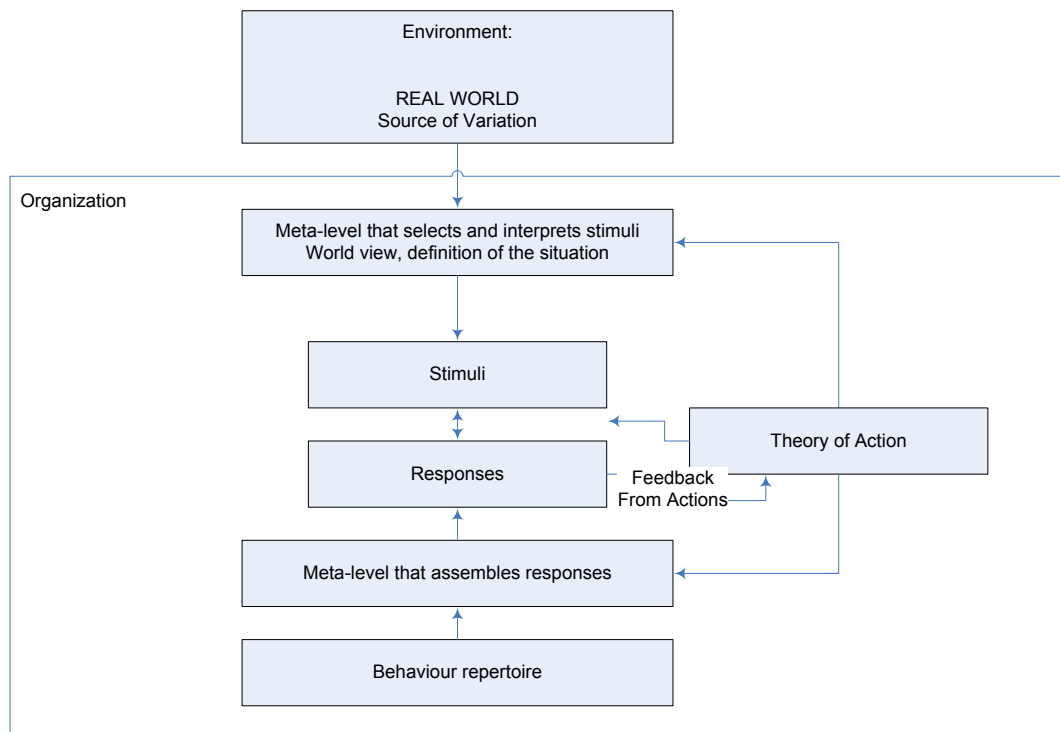 Environment:
REAL WORLD
Source of Variation
Organization
Meta-level that selects and interprets stimuli
World view, definition of the situation
Stimuli
Theory of Action
Responses
Feedback
From Actions
Meta-level that assembles responses
Behaviour repertoire